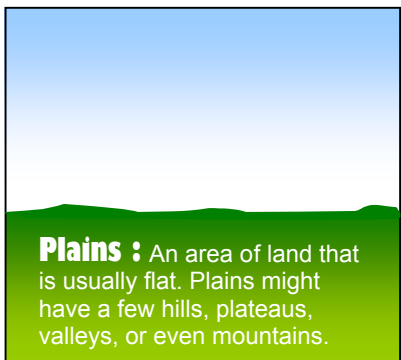 Plains : An area of land that
is usually flat. Plains might
have a few hills, plateaus,
valleys, or even mountains.